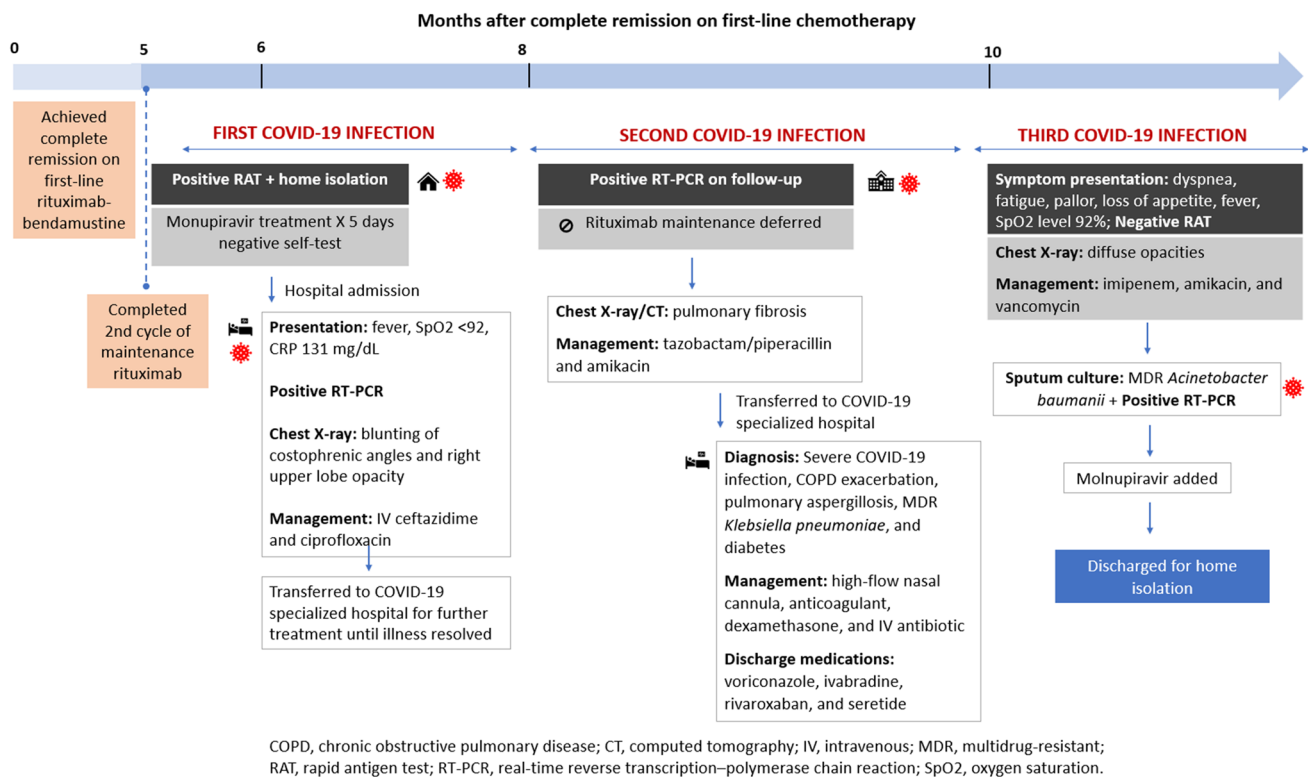 Months after complete remission on first-line chemotherapy
0
5
6
8
10
Achieved
complete
remission on
first-line
rituximab-
bendamustine
Completed
2nd cycle of
maintenance
rituximab
FIRST COVID-19 INFECTION
Positive RAT + home isolation
Monupiravir treatment X 5 days
negative self-test
Hospital admission
Presentation: fever, SpO2 <92,
CRP 131 mg/dL
Positive RT-PCR
Chest X-ray: blunting of
costophrenic angles and right
upper lobe opacity
Management: IV ceftazidime
and ciprofloxacin
Transferred to COVID-19
specialized hospital for further
treatment until illness resolved
SECOND COVID-19 INFECTION
Positive RT-PCR on follow-up
Rituximab maintenance deferred
Chest X-ray/CT: pulmonary fibrosis
Management: tazobactam/piperacillin
and amikacin
Transferred to COVID-19
specialized hospital
Diagnosis: Severe COVID-19
infection, COPD exacerbation,
pulmonary aspergillosis, MDR
Klebsiella pneumoniae, and
diabetes
Management: high-flow nasal
cannula, anticoagulant,
dexamethasone, and IV antibiotic
Discharge medications:
voriconazole, ivabradine,
rivaroxaban, and seretide
THIRD COVID-19 INFECTION
Symptom presentation: dyspnea,
fatigue, pallor, loss of appetite, fever,
SpO2 level 92%; Negative RAT
Chest X-ray: diffuse opacities
Management: imipenem, amikacin, and
vancomycin
Sputum culture: MDR Acinetobacter
baumanii + Positive RT-PCR
Molnupiravir added
Discharged for home
isolation
COPD, chronic obstructive pulmonary disease; CT, computed tomography; IV, intravenous; MDR, multidrug-resistant;
RAT, rapid antigen test; RT-PCR, real-time reverse transcription–polymerase chain reaction; SpO2, oxygen saturation.